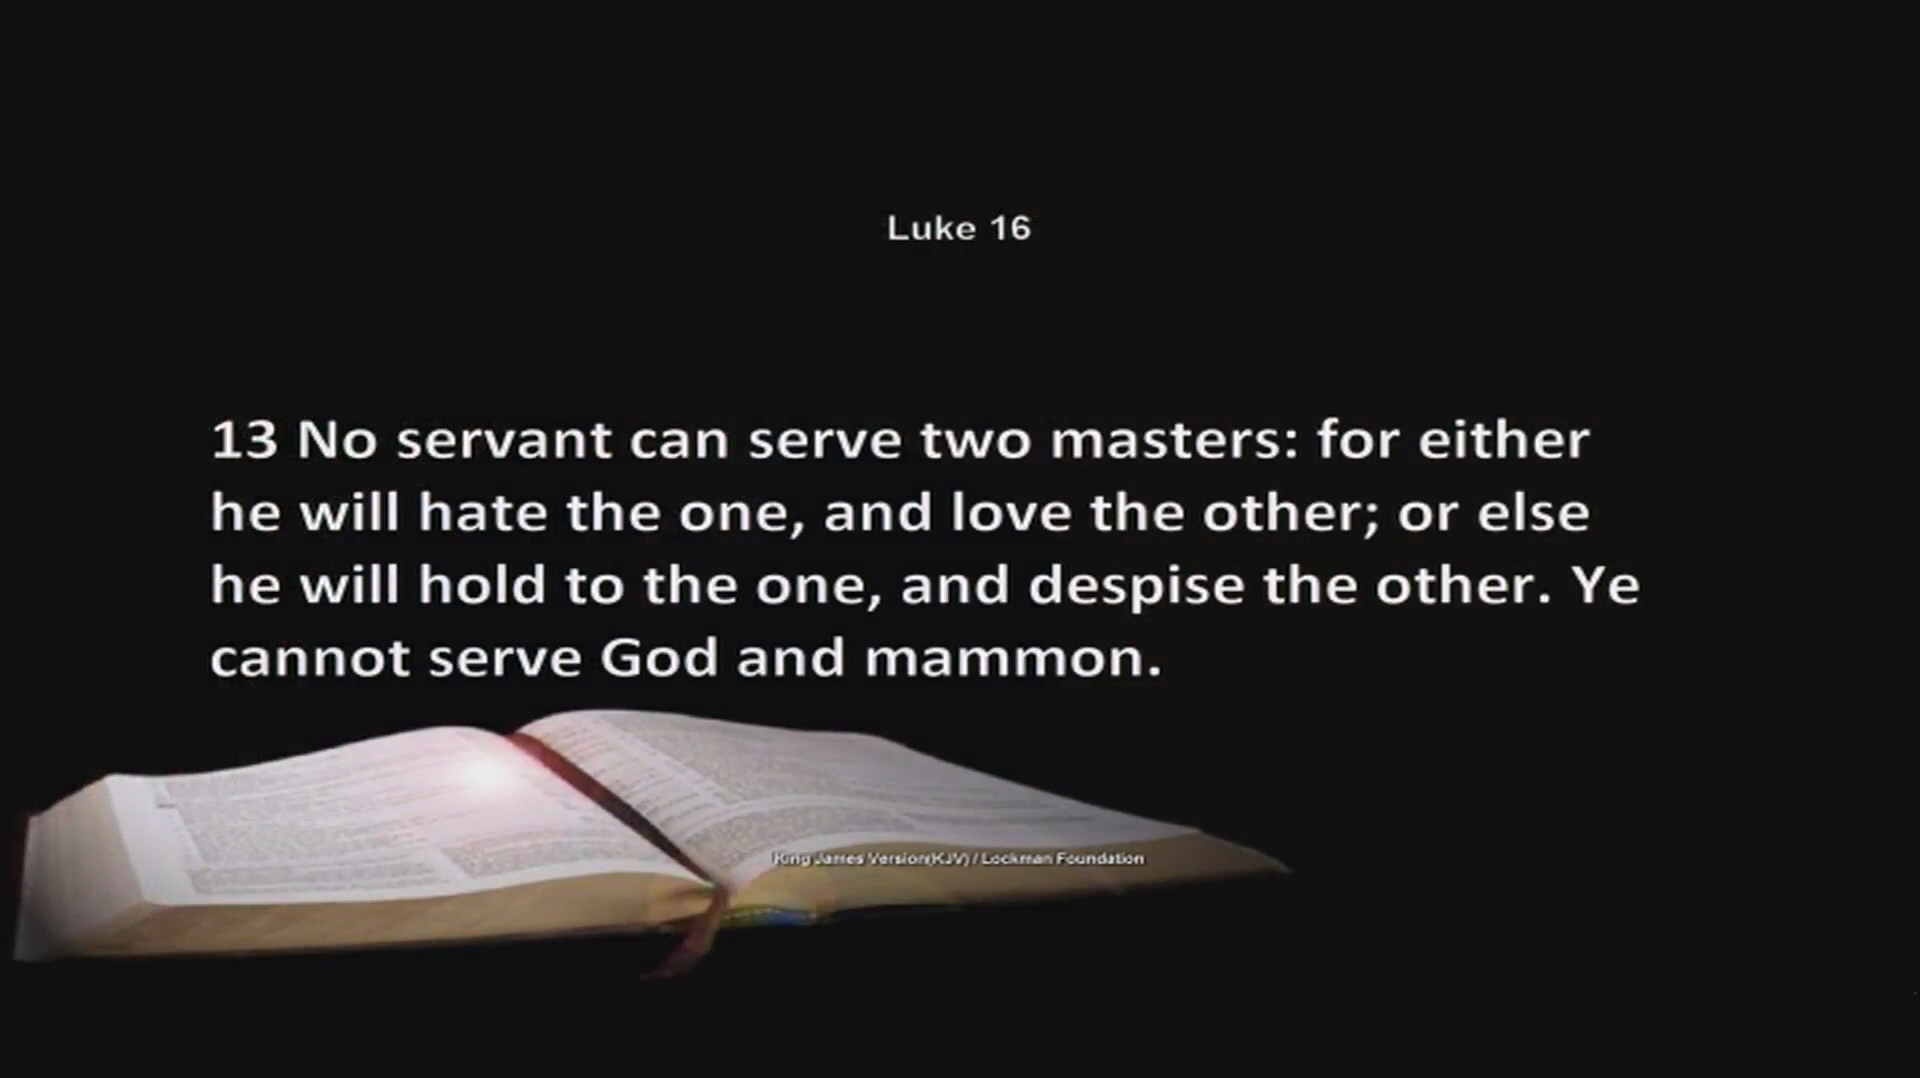 Luke 16
13 No servant can serve two masters: for either
he will hate the one, and love the other; or else
he will hold to the one, and despise the other. Ye
cannot serve God and mammon.
King James Version(KJV) / Lockman Foundation